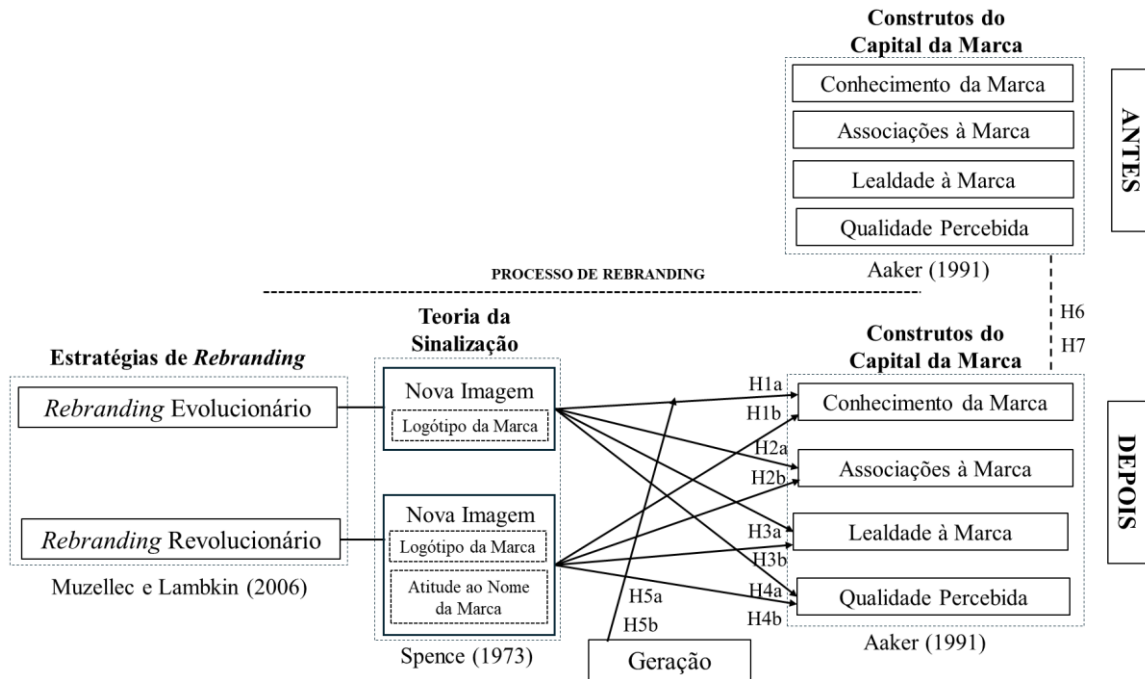 Construtos do
Capital da Marca
Conhecimento da Marca
Associações à Marca
Lealdade à Marca
Qualidade Percebida
Aaker (1991)
ANTES
PROCESSO DE REBRANDING
H6
H7
Estratégias de Rebranding
Rebranding Evolucionário
Rebranding Revolucionário
Muzellec e Lambkin (2006)
Teoria da
Sinalização
Nova Imagem
Logótipo da Marca
Nova Imagem
Logótipo da Marca
Atitude ao Nome
da Marca
Spence (1973)
H1a
H1b
H2a
H2b
H3a
H3b
H4a
H4b
H5a
H5b
Geração
Construtos do
Capital da Marca
Conhecimento da Marca
Associações à Marca
Lealdade à Marca
Qualidade Percebida
Aaker (1991)
DEPOIS